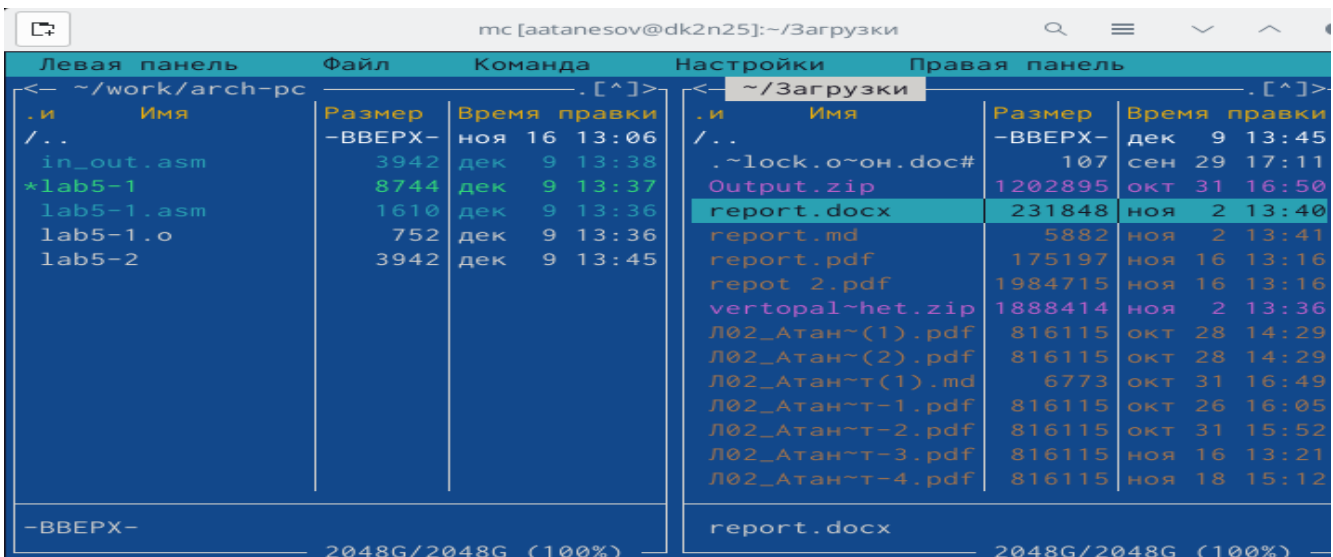 mc [aatanesov@dk2n25]:~/Загрузки
Левая панель Файл Команда Настройки Правая панель
<— ~/work/arch-pc .[^]> <— ~/Загрузки .[^]>
.и Имя Размер Время правки .и Имя Размер Время правки
/.. -ВВЕРХ- ноя 16 13:06 /.. -ВВЕРХ- дек 9 13:45
in_out.asm 3942 дек 9 13:38 .~lock.o~он.doc# 107 сен 29 17:11
*lab5-1 8744 дек 9 13:37 Output.zip 1202895 окт 31 16:50
lab5-1.asm 1610 дек 9 13:36 report.docx 231848 ноя 2 13:40
lab5-1.o 752 дек 9 13:36 report.md 5882 ноя 2 13:41
lab5-2 3942 дек 9 13:45 report.pdf 175197 ноя 16 13:16
repot 2.pdf 1984715 ноя 16 13:16
vertopal~het.zip 1888414 ноя 2 13:36
Л02_Атан~(1).pdf 816115 окт 28 14:29
Л02_Атан~(2).pdf 816115 окт 28 14:29
Л02_Атан~т(1).md 6773 окт 31 16:49
Л02_Атан~т-1.pdf 816115 окт 26 16:05
Л02_Атан~т-2.pdf 816115 окт 31 15:52
Л02_Атан~т-3.pdf 816115 ноя 16 13:21
Л02_Атан~т-4.pdf 816115 ноя 18 15:12
-ВВЕРХ- report.docx
2048G/2048G (100%) 2048G/2048G (100%)